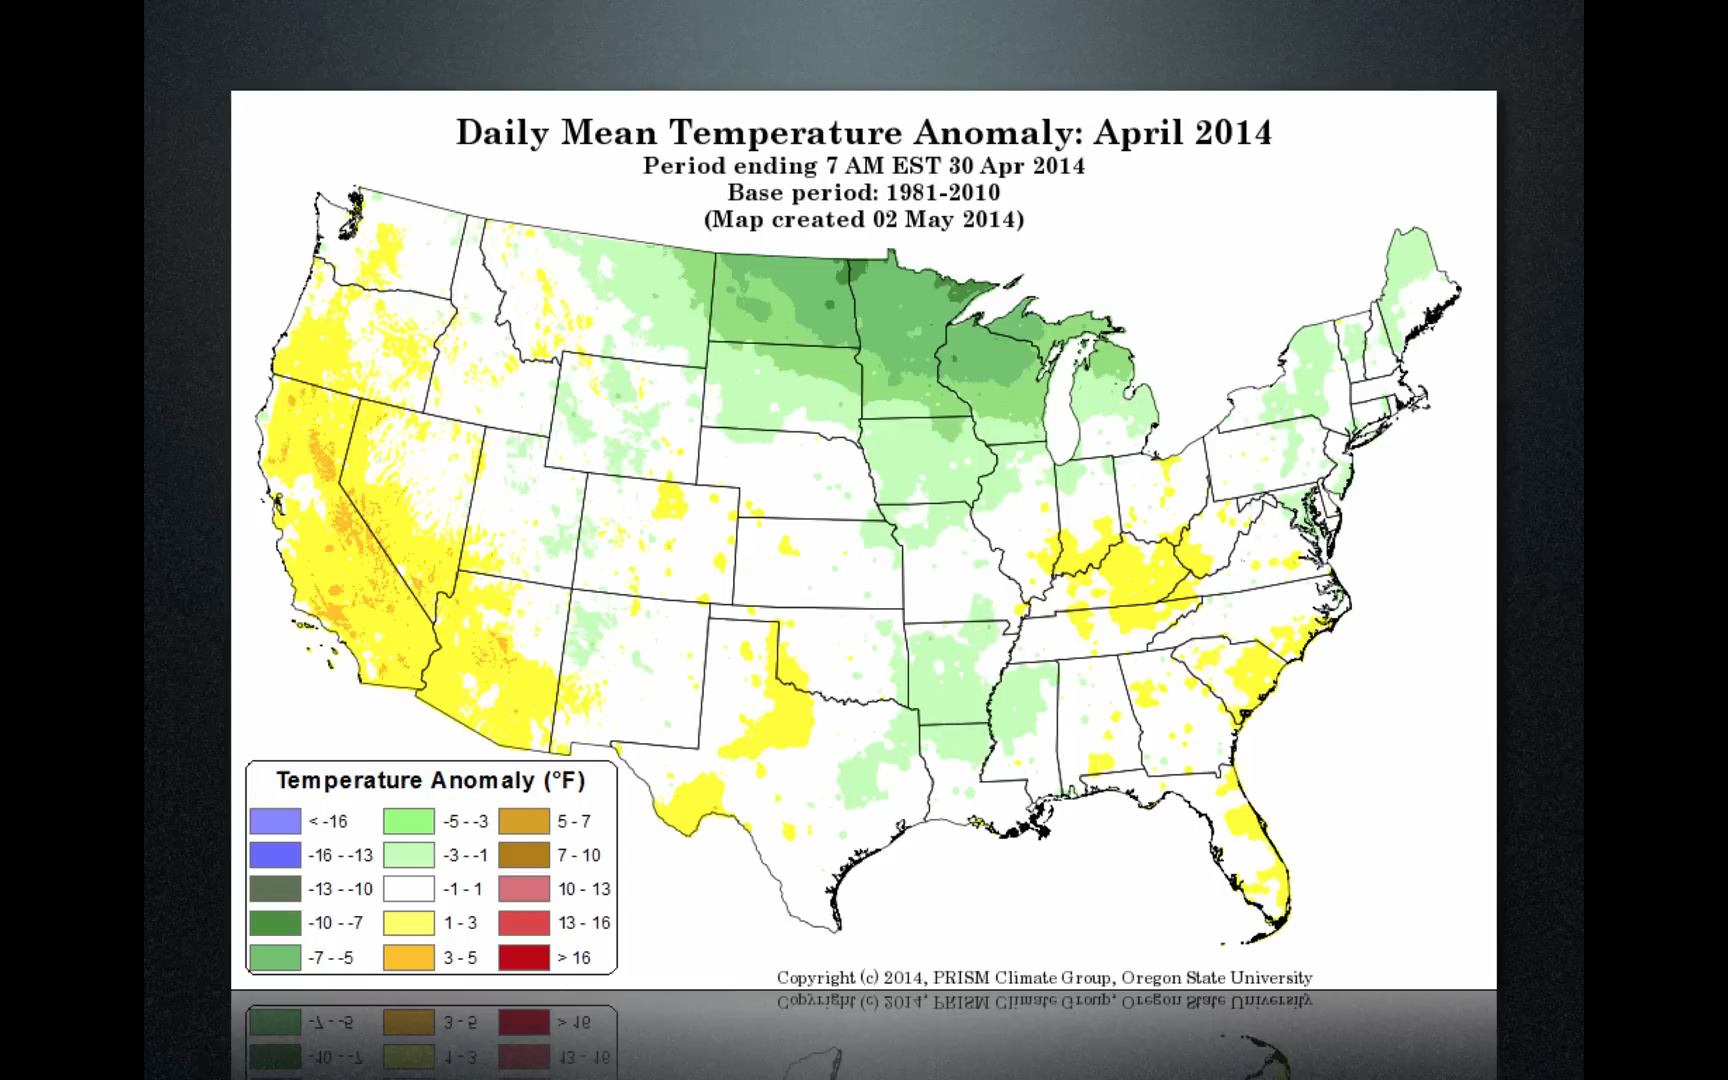 Daily Mean Temperature Anomaly: April 2014
Period ending 7 AM EST 30 Apr 2014
Base period: 1981-2010
(Map created 02 May 2014)
Temperature Anomaly (°F)
< -16
-16 - -13
-13 - -10
-10 - -7
-7 - -5
-5 - -3
-3 - -1
-1 - 1
1 - 3
3 - 5
5 - 7
7 - 10
10 - 13
13 - 16
> 16
Copyright (c) 2014, PRISM Climate Group, Oregon State University